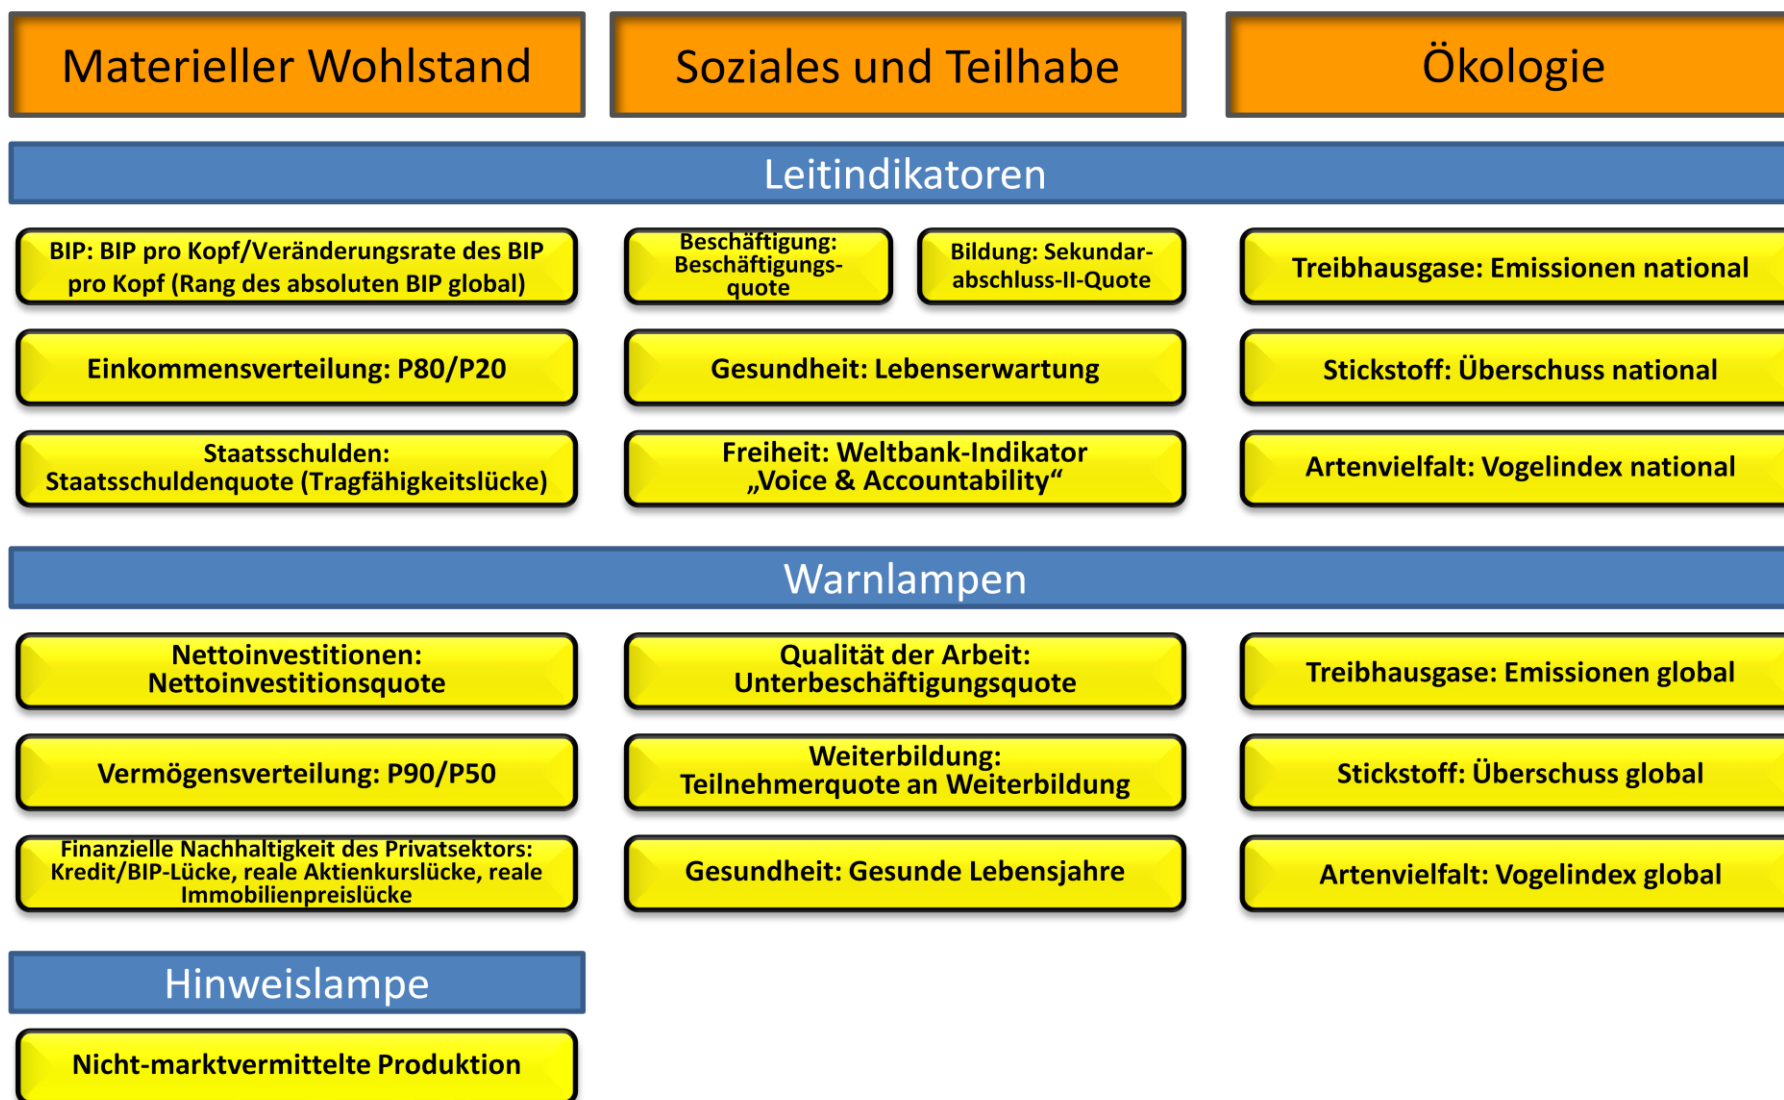 Materieller Wohlstand
Soziales und Teilhabe
Ökologie
Leitindikatoren
BIP: BIP pro Kopf/Veränderungsrate des BIP
pro Kopf (Rang des absoluten BIP global)
Beschäftigung:
Beschäftigungs-
quote
Bildung: Sekundar-
abschluss-II-Quote
Treibhausgase: Emissionen national
Einkommensverteilung: P80/P20
Gesundheit: Lebenserwartung
Stickstoff: Überschuss national
Staatsschulden:
Staatsschuldenquote (Tragfähigkeitslücke)
Freiheit: Weltbank-Indikator
„Voice & Accountability“
Artenvielfalt: Vogelindex national
Warnlampen
Nettoinvestitionen:
Nettoinvestitionsquote
Qualität der Arbeit:
Unterbeschäftigungsquote
Treibhausgase: Emissionen global
Vermögensverteilung: P90/P50
Weiterbildung:
Teilnehmerquote an Weiterbildung
Stickstoff: Überschuss global
Finanzielle Nachhaltigkeit des Privatsektors:
Kredit/BIP-Lücke, reale Aktienkurslücke, reale
Immobilienpreislücke
Gesundheit: Gesunde Lebensjahre
Artenvielfalt: Vogelindex global
Hinweislampe
Nicht-marktvermittelte Produktion